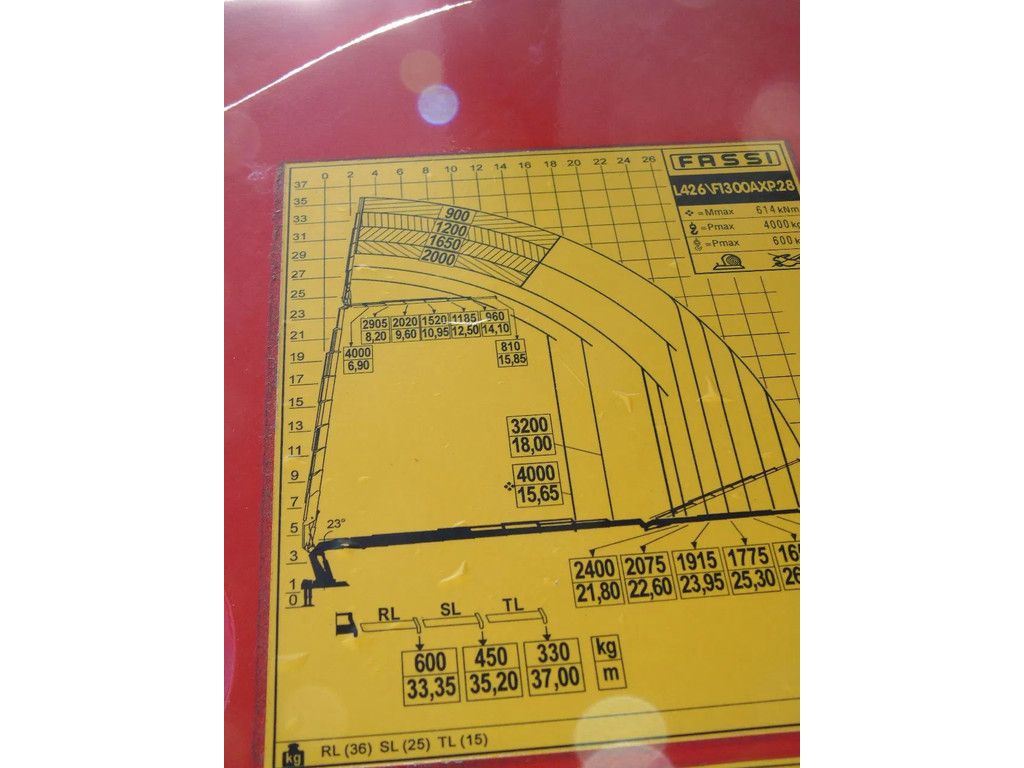 FASSI
L426\F1300AXP.28
=Mmax 614 kNm
=Pmax 4000 kg
=Pmax 600 k
0 2 4 6 8 10 12 14 16 18 20 22 24 26
37
35
33
31
29
27
25
23
21
19
17
15
13
11
9
7
5
3
1
0
900
1200
1650
2000
2905 2020 1520 1185 960
8,20 9,60 10,95 12,50 14,10
4000 810
6,90 15,85
3200
18,00
4000
15,65
23°
2400 2075 1915 1775
21,80 22,60 23,95 25,30
RL SL TL
600 450 330 kg
33,35 35,20 37,00 m
kg RL (36) SL (25) TL (15)